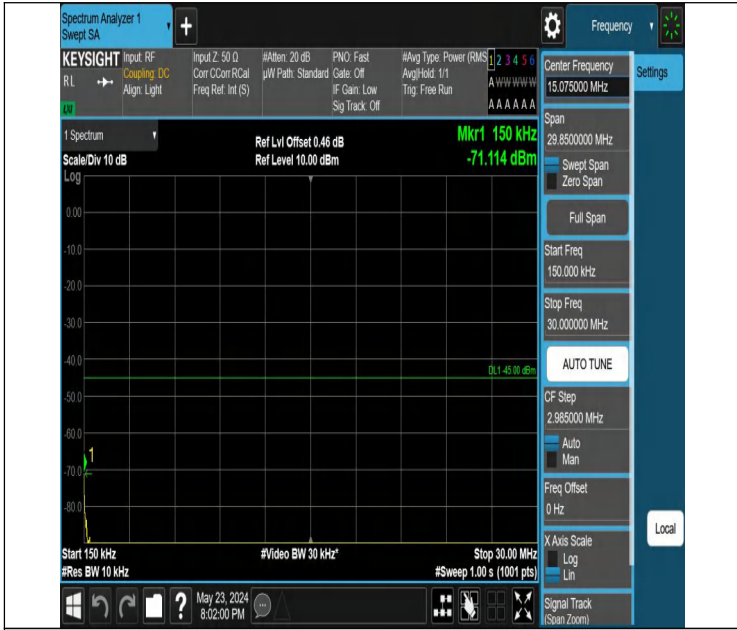 Spectrum Analyzer 1
Swept SA
+
Frequency
KEYSIGHT
RL
Input: RF
Coupling: DC
Align: Light
Input Z: 50 Ω
Corr CCorr RCal
Freq Ref: Int (S)
#Atten: 20 dB
µW Path: Standard
PNO: Fast
Gate: Off
IF Gain: Low
Sig Track: Off
#Avg Type: Power (RMS
Avg|Hold: 1/1
Trig: Free Run
1 2 3 4 5 6
A W W W W W
A A A A A A
LXI
1 Spectrum
Scale/Div 10 dB
Ref Lvl Offset 0.46 dB
Ref Level 10.00 dBm
Mkr1 150 kHz
-71.114 dBm
Log
0.00
-10.0
-20.0
-30.0
-40.0
DL1 -45.00 dBm
-50.0
-60.0
1
-70.0
-80.0
Start 150 kHz
#Video BW 30 kHz*
Stop 30.00 MHz
#Res BW 10 kHz
#Sweep 1.00 s (1001 pts)
?
May 23, 2024
8:02:00 PM
Center Frequency
15.075000 MHz
Settings
Span
29.8500000 MHz
Swept Span
Zero Span
Full Span
Start Freq
150.000 kHz
Stop Freq
30.000000 MHz
AUTO TUNE
CF Step
2.985000 MHz
Auto
Man
Freq Offset
0 Hz
Local
X Axis Scale
Log
Lin
Signal Track
(Span Zoom)